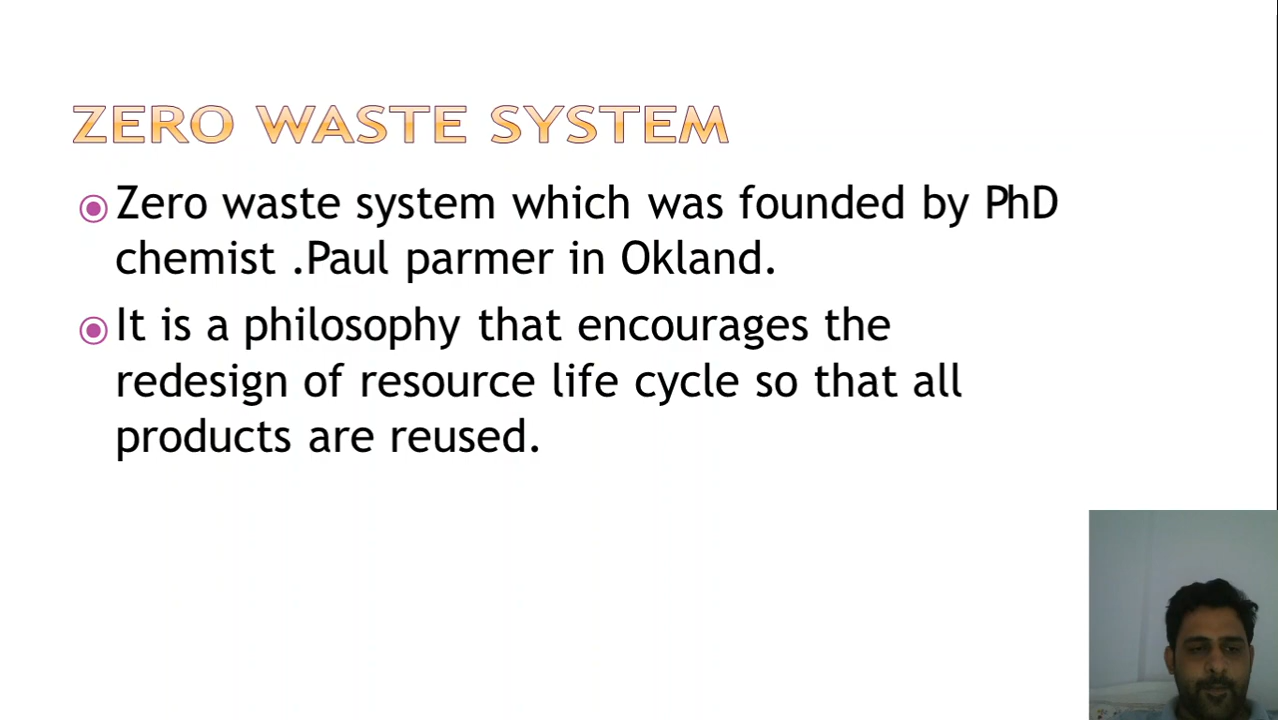 ZERO WASTE SYSTEM
Zero waste system which was founded by PhD
chemist .Paul parmer in Okland.
It is a philosophy that encourages the
redesign of resource life cycle so that all
products are reused.